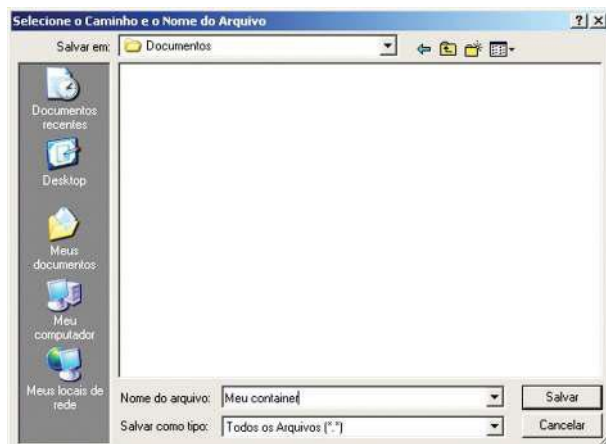 Selecione o Caminho e o Nome do Arquivo
Salvar em: Documentos
Documentos
recentes
Desktop
Meus
documentos
Meu
computador
Meus locais de
rede
Nome do arquivo: Meu container Salvar
Salvar como tipo: Todos os Arquivos (*.*) Cancelar